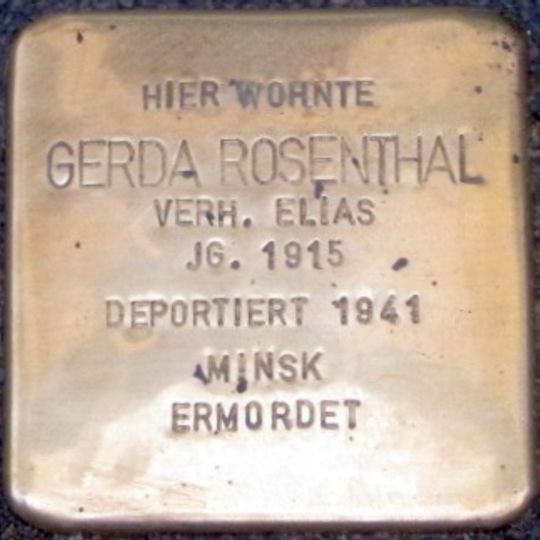 HIER WOHNTE
GERDA ROSENTHAL
VERH. ELIAS
JG. 1915
DEPORTIERT 1941
MINSK
ERMORDET